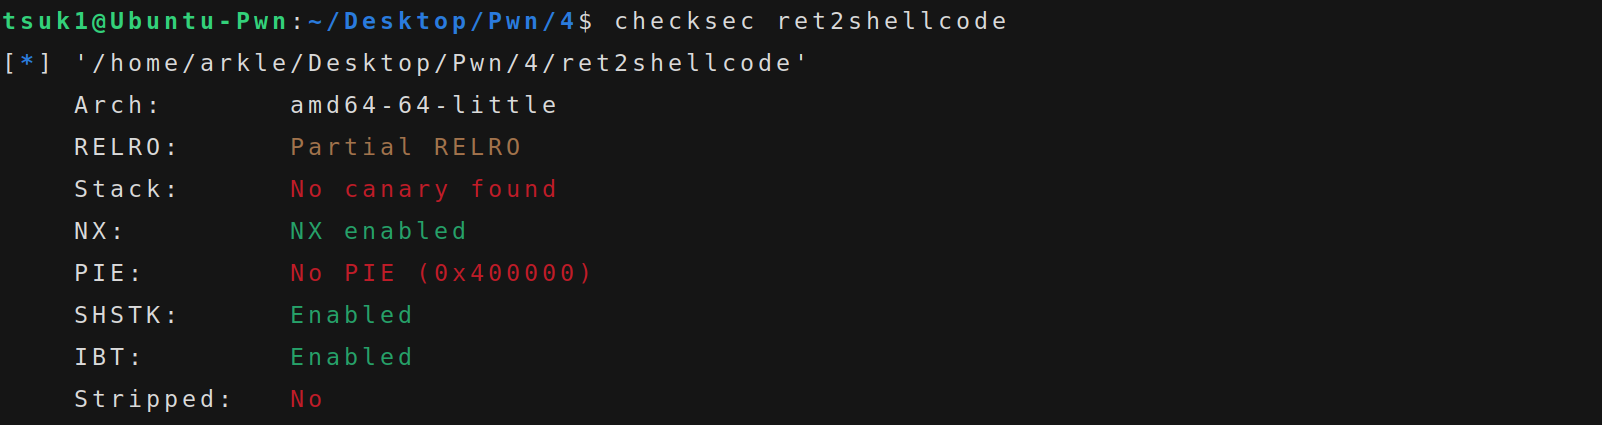 tsuk1@Ubuntu-Pwn:~/Desktop/Pwn/4$ checksec ret2shellcode
[*] '/home/arkle/Desktop/Pwn/4/ret2shellcode'
    Arch:       amd64-64-little
    RELRO:      Partial RELRO
    Stack:      No canary found
    NX:         NX enabled
    PIE:        No PIE (0x400000)
    SHSTK:      Enabled
    IBT:        Enabled
    Stripped:   No